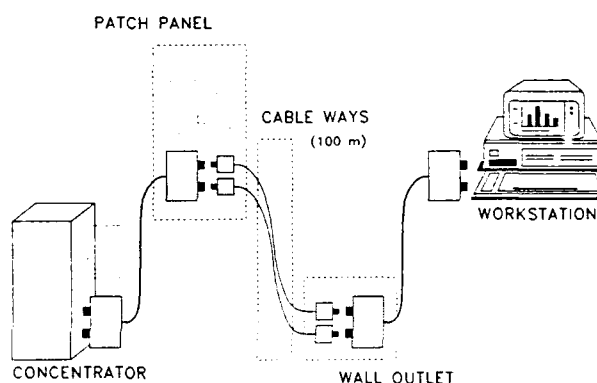 PATCH PANEL
CABLE WAYS
(100 m)
WORKSTATION
CONCENTRATOR
WALL OUTLET